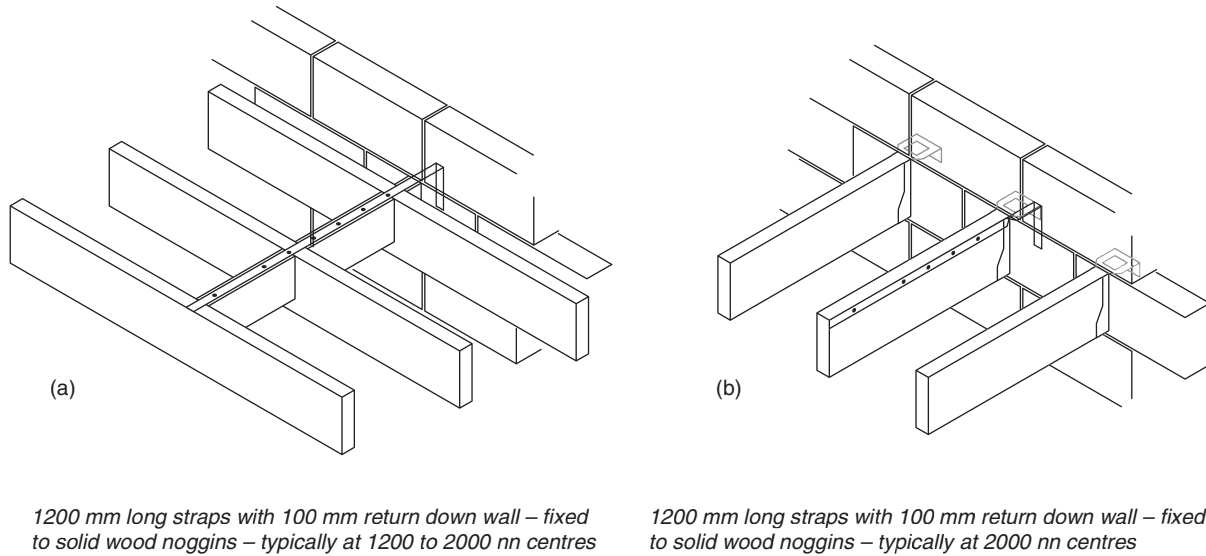 (a)
(b)
1200 mm long straps with 100 mm return down wall – fixed
to solid wood noggins – typically at 1200 to 2000 nn centres
1200 mm long straps with 100 mm return down wall – fixed
to solid wood noggins – typically at 2000 mm centres